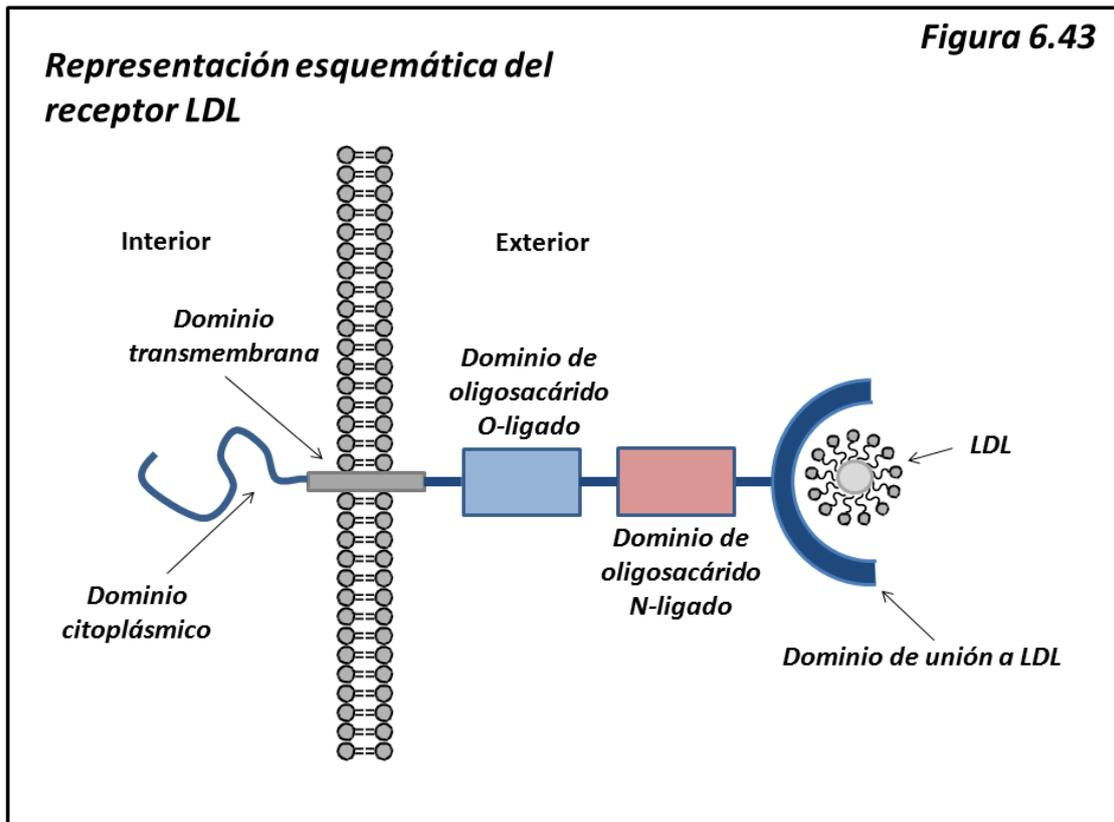 Figura 6.43
Representación esquemática del
receptor LDL
Interior
Exterior
Dominio
transmembrana
Dominio de
oligosacárido
O-ligado
LDL
Dominio de
oligosacárido
N-ligado
Dominio
citoplásmico
Dominio de unión a LDL